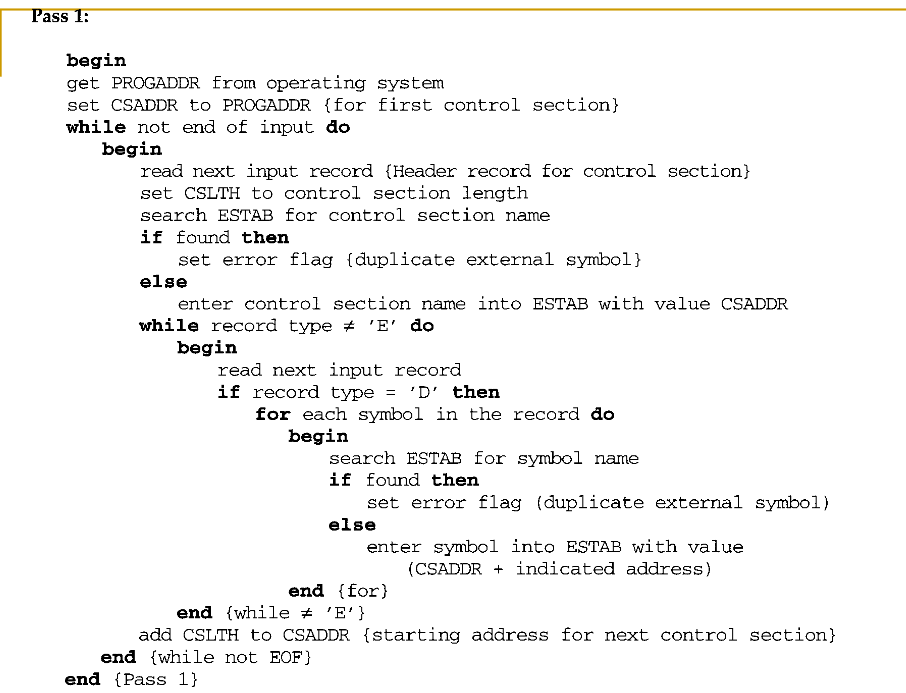 Pass 1:
begin
get PROGADDR from operating system
set CSADDR to PROGADDR {for first control section}
while not end of input do
begin
read next input record {Header record for control section}
set CSLTH to control section length
search ESTAB for control section name
if found then
set error flag {duplicate external symbol}
else
enter control section name into ESTAB with value CSADDR
while record type ≠ 'E' do
begin
read next input record
if record type = 'D' then
for each symbol in the record do
begin
search ESTAB for symbol name
if found then
set error flag (duplicate external symbol)
else
enter symbol into ESTAB with value
(CSADDR + indicated address)
end {for}
end {while ≠ 'E'}
add CSLTH to CSADDR {starting address for next control section}
end {while not EOF}
end {Pass 1}